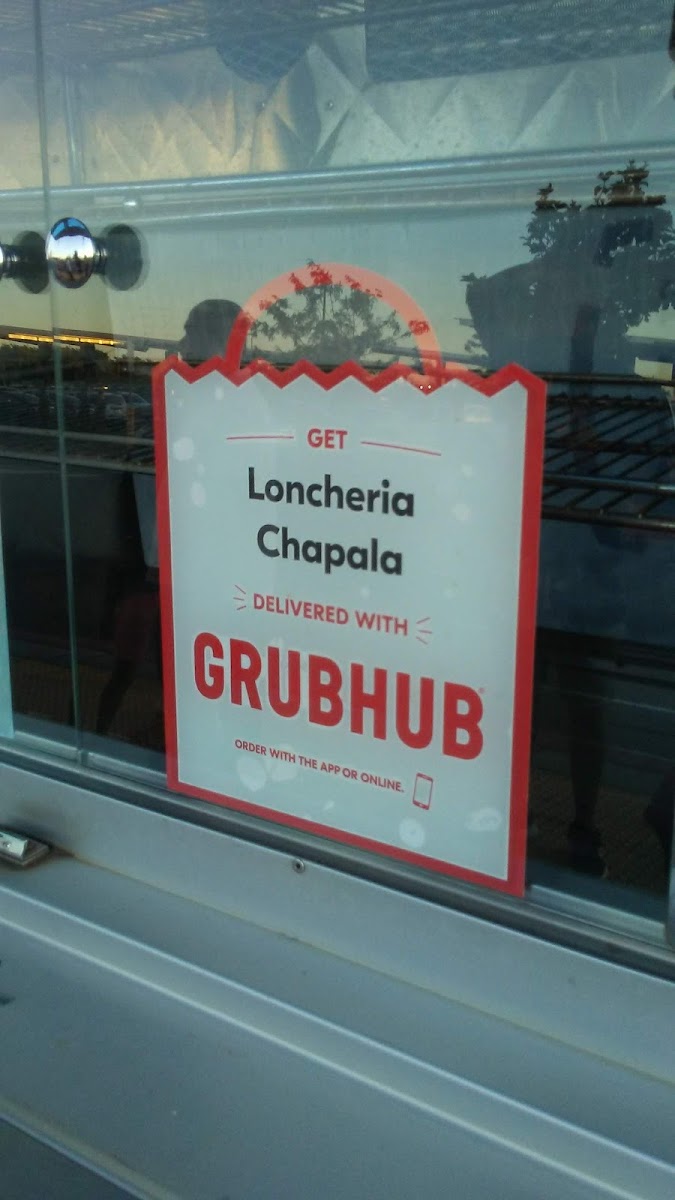 GET
Loncheria
Chapala
DELIVERED WITH
GRUBHUB
ORDER WITH THE APP OR ONLINE.